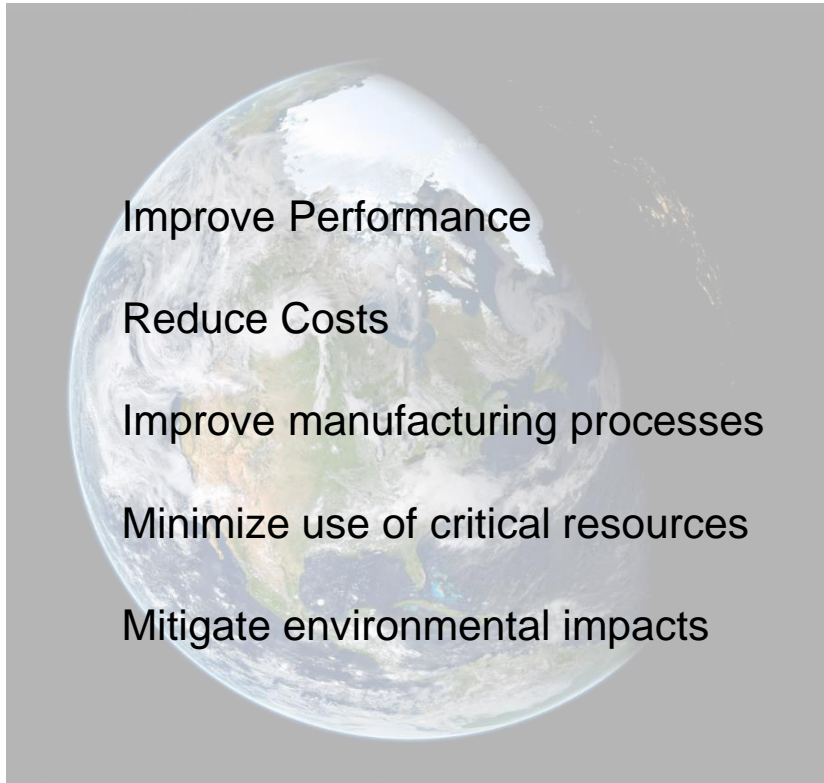 Improve Performance
Reduce Costs
Improve manufacturing processes
Minimize use of critical resources
Mitigate environmental impacts